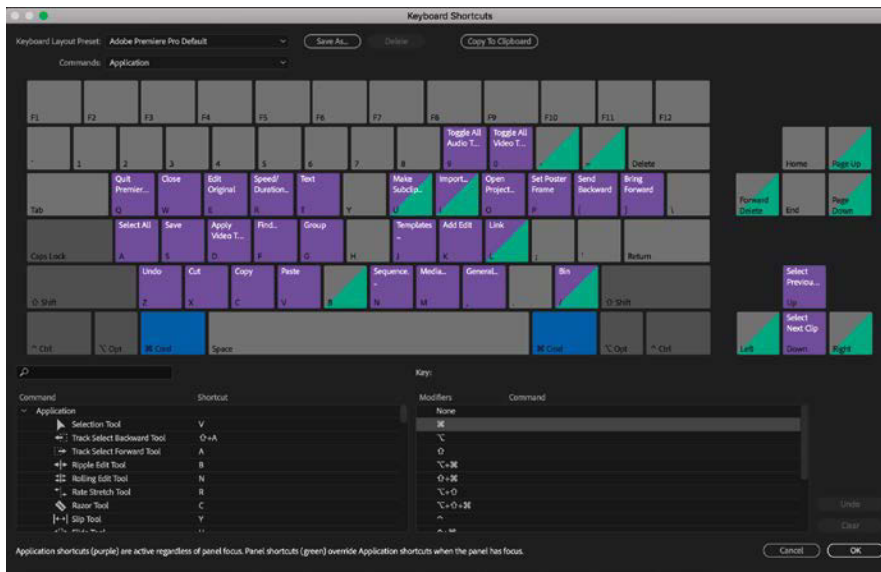 Keyboard Shortcuts
Keyboard Layout Preset: Adobe Premiere Pro Default
Save As...
Delete
Copy To Clipboard
Commands: Application
F1 F2 F3 F4 F5 F6 F7 F8 F9 F10 F11 F12
Toggle All Audio T...
Toggle All Video T...
1 2 3 4 5 6 7 8 9 0 - = Delete
Home
Page Up
Quit Premier...
Close
Edit Original
Speed/ Duration...
Text
Make Subclip...
Import...
Open Project...
Set Poster Frame
Send Backward
Bring Forward
Tab Q W E R T Y U I O P [ ] \
Forward Delete
End
Page Down
Select All
Save
Apply Video T...
Find...
Group
Templates ...
Add Edit
Link
Caps Lock A S D F G H J K L ; ' Return
Undo
Cut
Copy
Paste
Sequence...
Media...
General...
Bin
⇧ Shift Z X C V B N M , . / ⇧ Shift
Select Previou...
Up
^ Ctrl ⌥ Opt ⌘ Cmd Space ⌘ Cmd ⌥ Opt ^ Ctrl
Select Next Clip
Left Down Right
Key:
Command Shortcut
Application
Selection Tool V
Track Select Backward Tool ⇧+A
Track Select Forward Tool A
Ripple Edit Tool B
Rolling Edit Tool N
Rate Stretch Tool R
Razor Tool C
Slip Tool Y
Modifiers Command
None
⌘
⌥
⇧
⌥+⌘
⇧+⌘
⌥+⇧
⌥+⇧+⌘
^
Undo
Clear
Application shortcuts (purple) are active regardless of panel focus. Panel shortcuts (green) override Application shortcuts when the panel has focus.
Cancel
OK